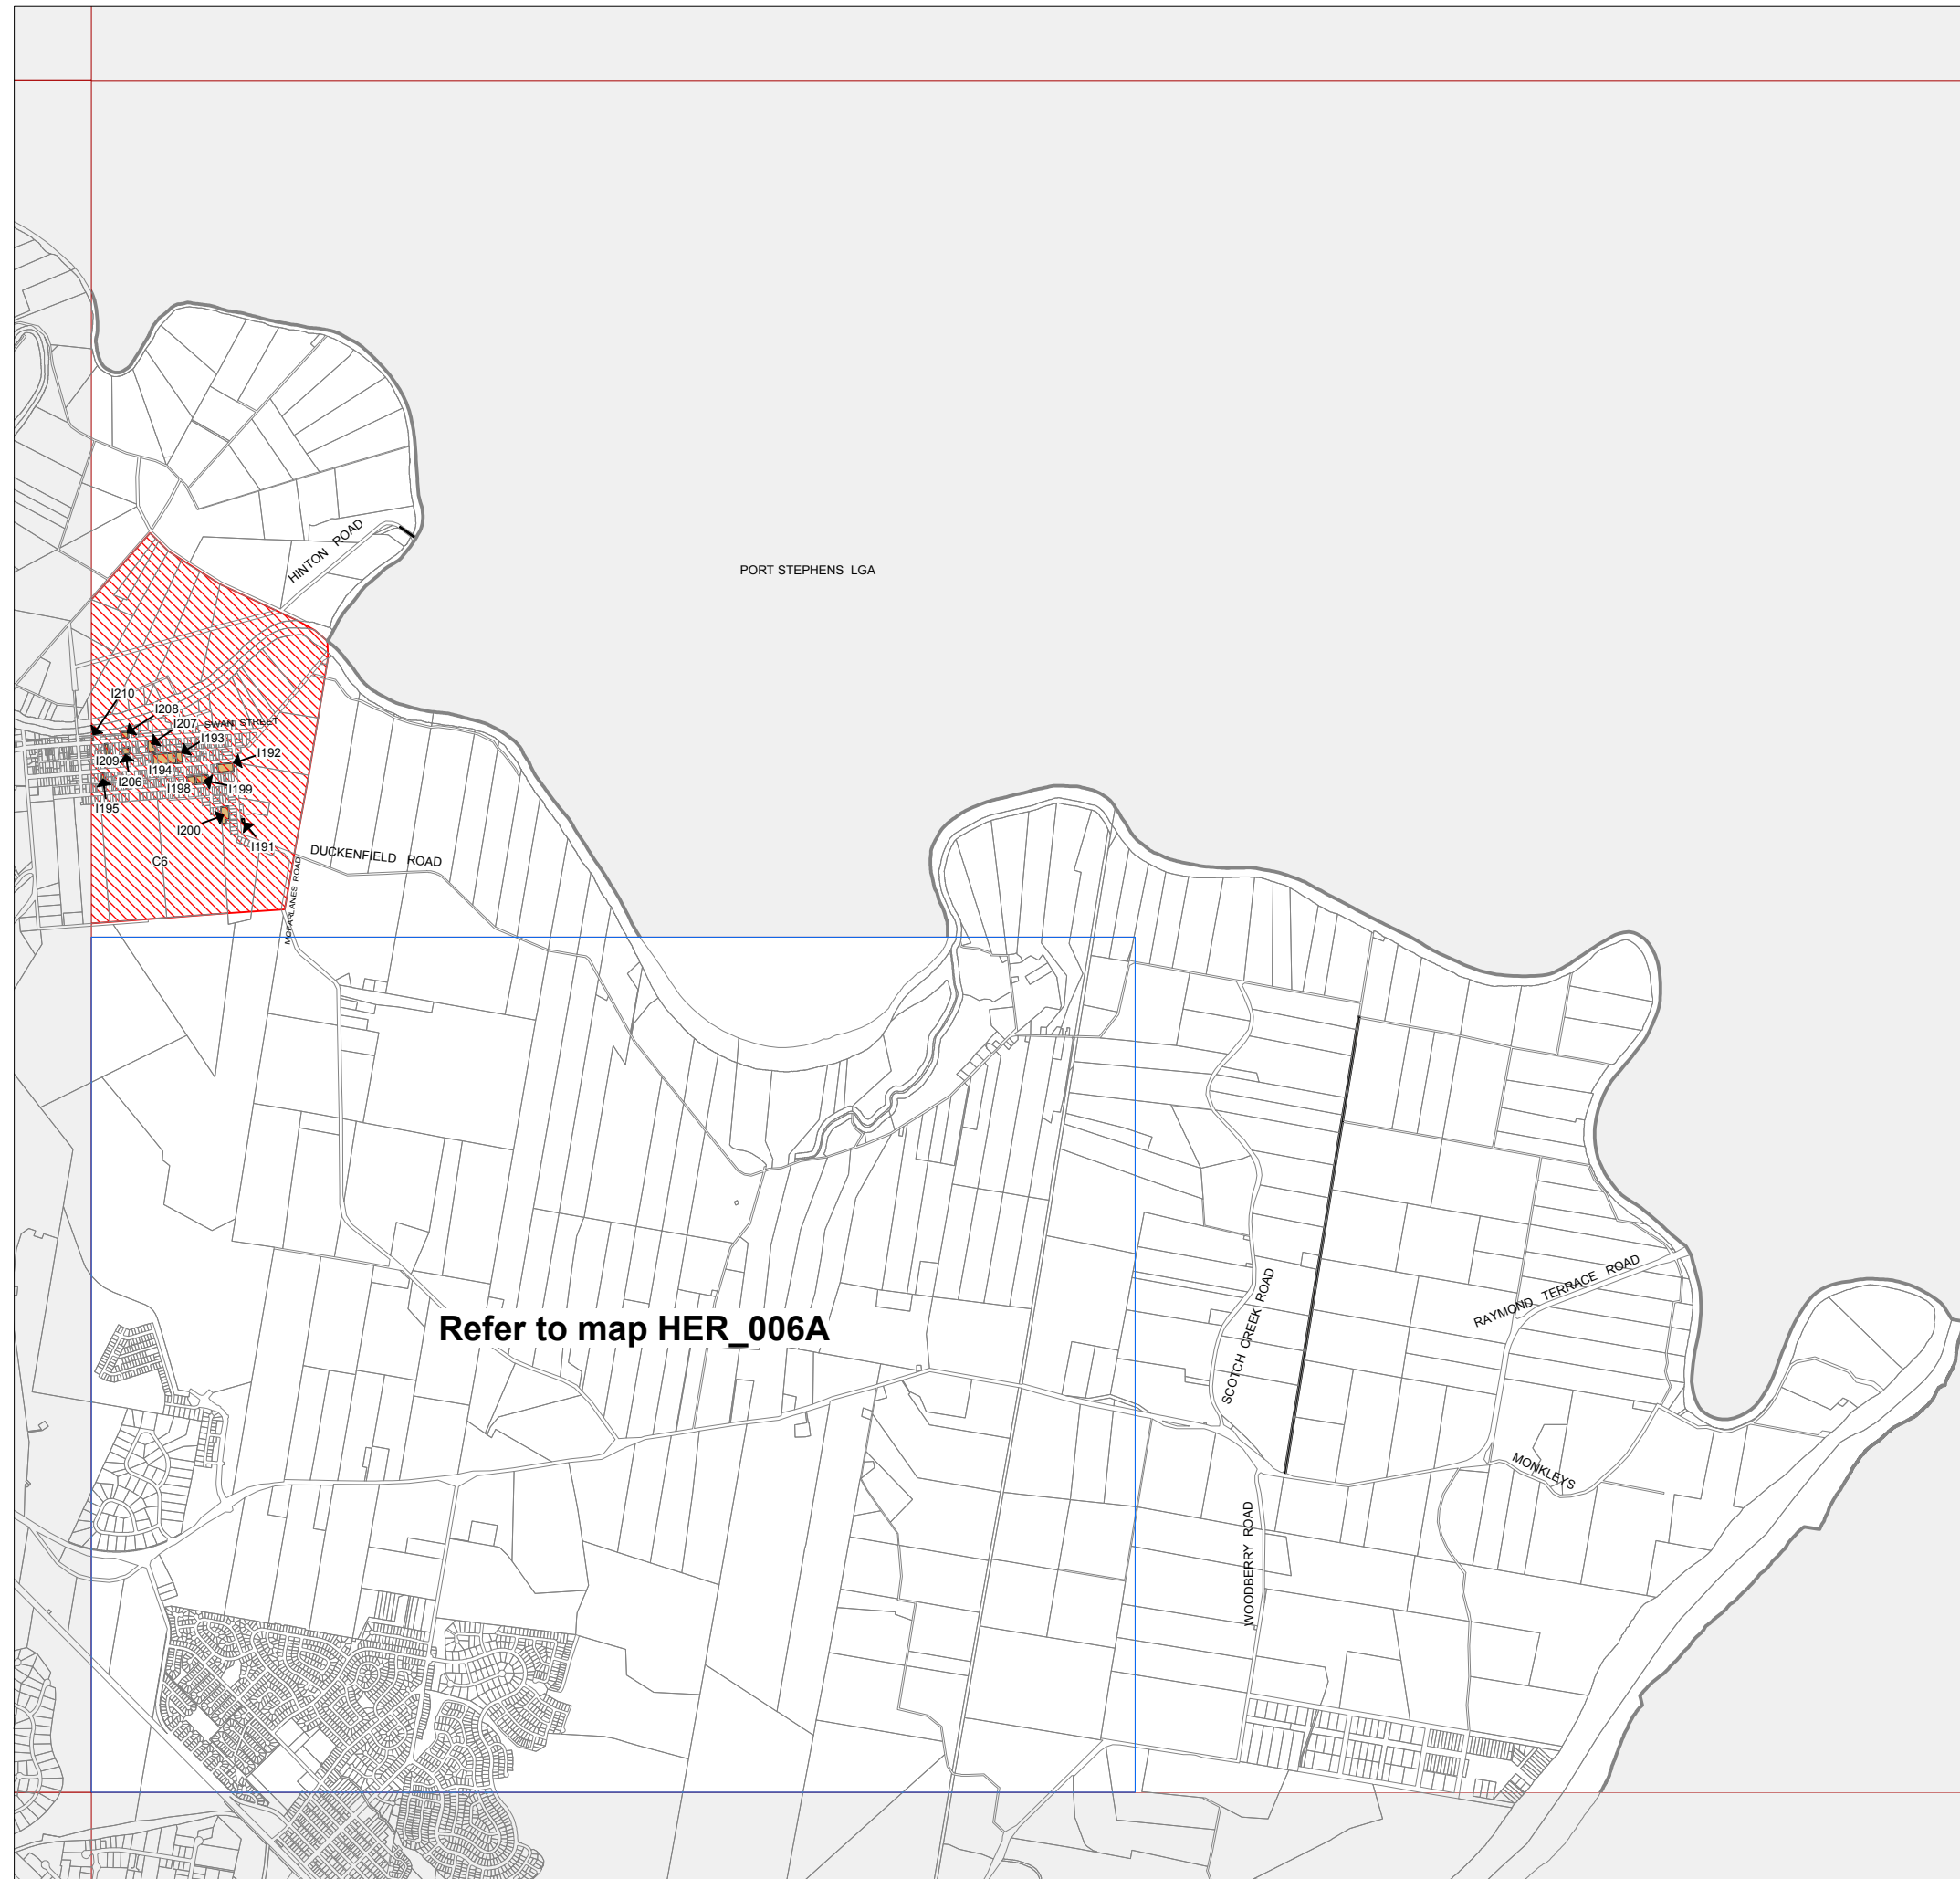 HINTON ROAD
PORT STEPHENS LGA
I210
I208
I207
SWAN STREET
I193
I192
I209
I194
I206
I198
I199
I195
I200
I191
C6
DUCKENFIELD ROAD
MCFARLANES ROAD
Refer to map HER_006A
SCOTCH CREEK ROAD
RAYMOND TERRACE ROAD
MONKLEYS
WOODBERRY ROAD